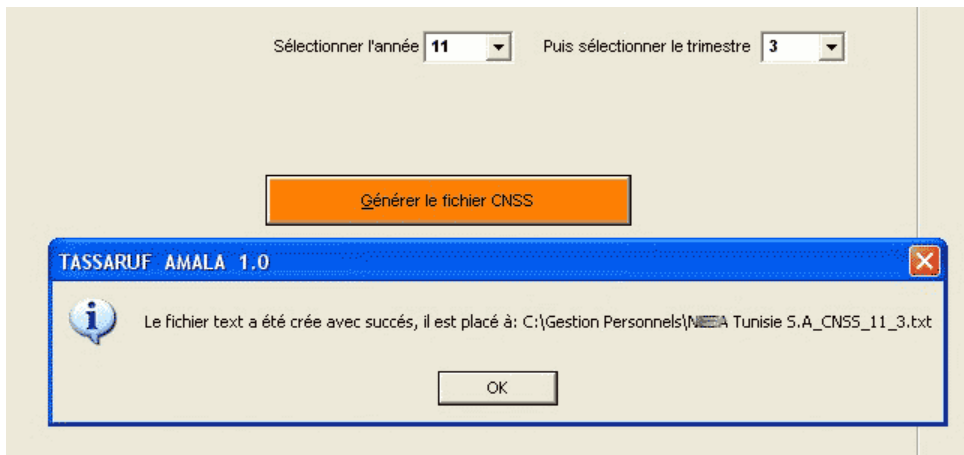 Sélectionner l'année 11 Puis sélectionner le trimestre 3
Générer le fichier CNSS
TASSARUF AMALA 1.0
Le fichier text a été crée avec succés, il est placé à: C:\Gestion Personnels\ Tunisie S.A_CNSS_11_3.txt
OK